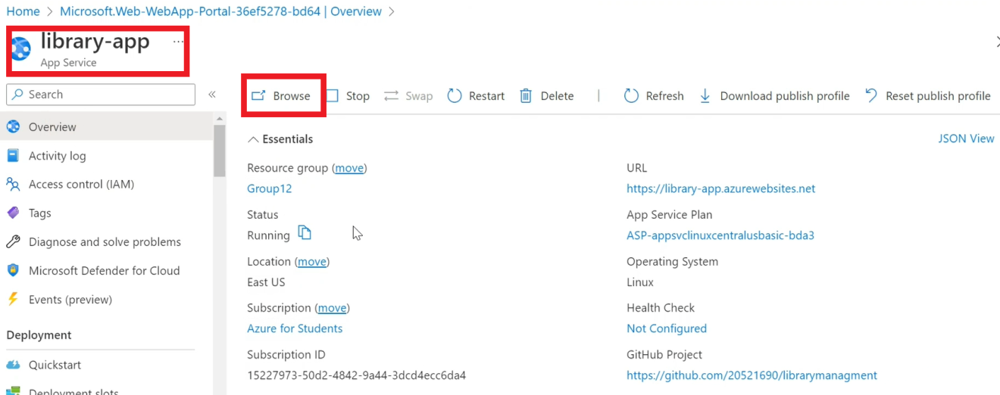 Home > Microsoft.Web-WebApp-Portal-36ef5278-bd64 | Overview >
library-app ...
App Service
Search «
Browse Stop Swap Restart Delete | Refresh Download publish profile Reset publish profile
Overview
Activity log
Access control (IAM)
Tags
Diagnose and solve problems
Microsoft Defender for Cloud
Events (preview)
Deployment
Quickstart
Deployment slots
Essentials
JSON View
Resource group (move)
Group12
Status
Running
Location (move)
East US
Subscription (move)
Azure for Students
Subscription ID
15227973-50d2-4842-9a44-3dcd4ecc6da4
URL
https://library-app.azurewebsites.net
App Service Plan
ASP-appsvclinuxcentralusbasic-bda3
Operating System
Linux
Health Check
Not Configured
GitHub Project
https://github.com/20521690/librarymanagment